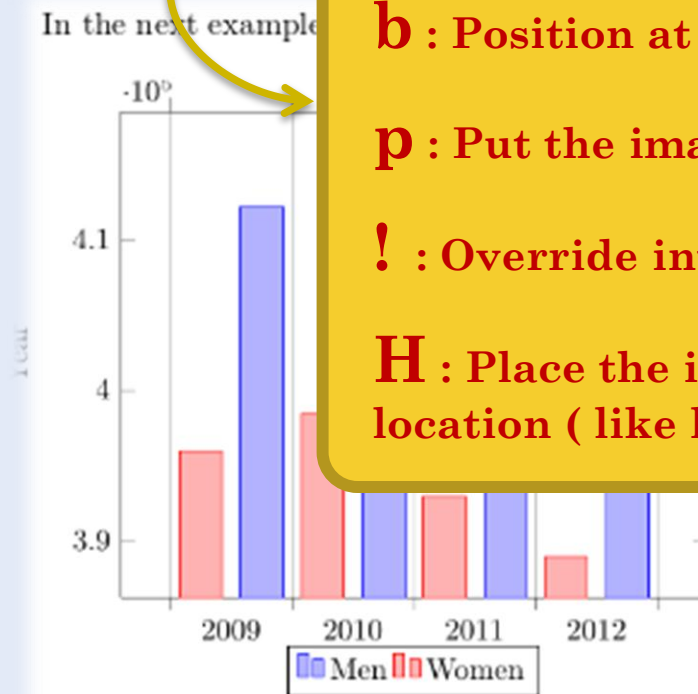 In the next example
b : Position at
p : Put the ima
! : Override in
H : Place the i
location ( like
4.1
4
3.9
Year
2009 2010 2011 2012
Men Women